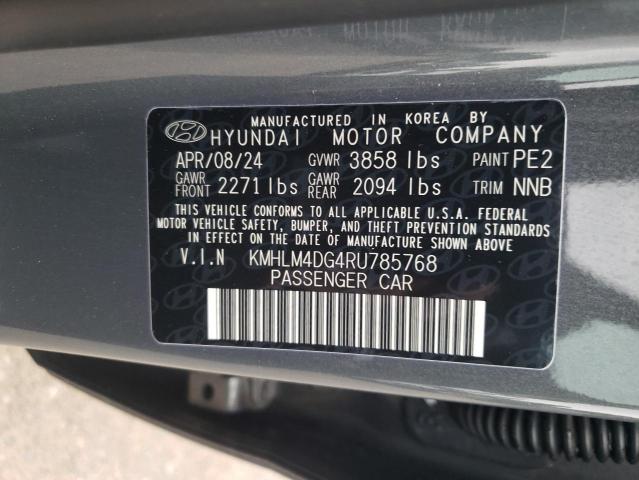 MANUFACTURED IN KOREA BY
HYUNDAI MOTOR COMPANY
APR/08/24 GVWR 3858 lbs PAINT PE2
GAWR FRONT 2271 lbs GAWR REAR 2094 lbs TRIM NNB
THIS VEHICLE CONFORMS TO ALL APPLICABLE U.S.A. FEDERAL
MOTOR VEHICLE SAFETY, BUMPER, AND THEFT PREVENTION STANDARDS
IN EFFECT ON THE DATE OF MANUFACTURE SHOWN ABOVE
V.I.N KMHLM4DG4RU785768
PASSENGER CAR